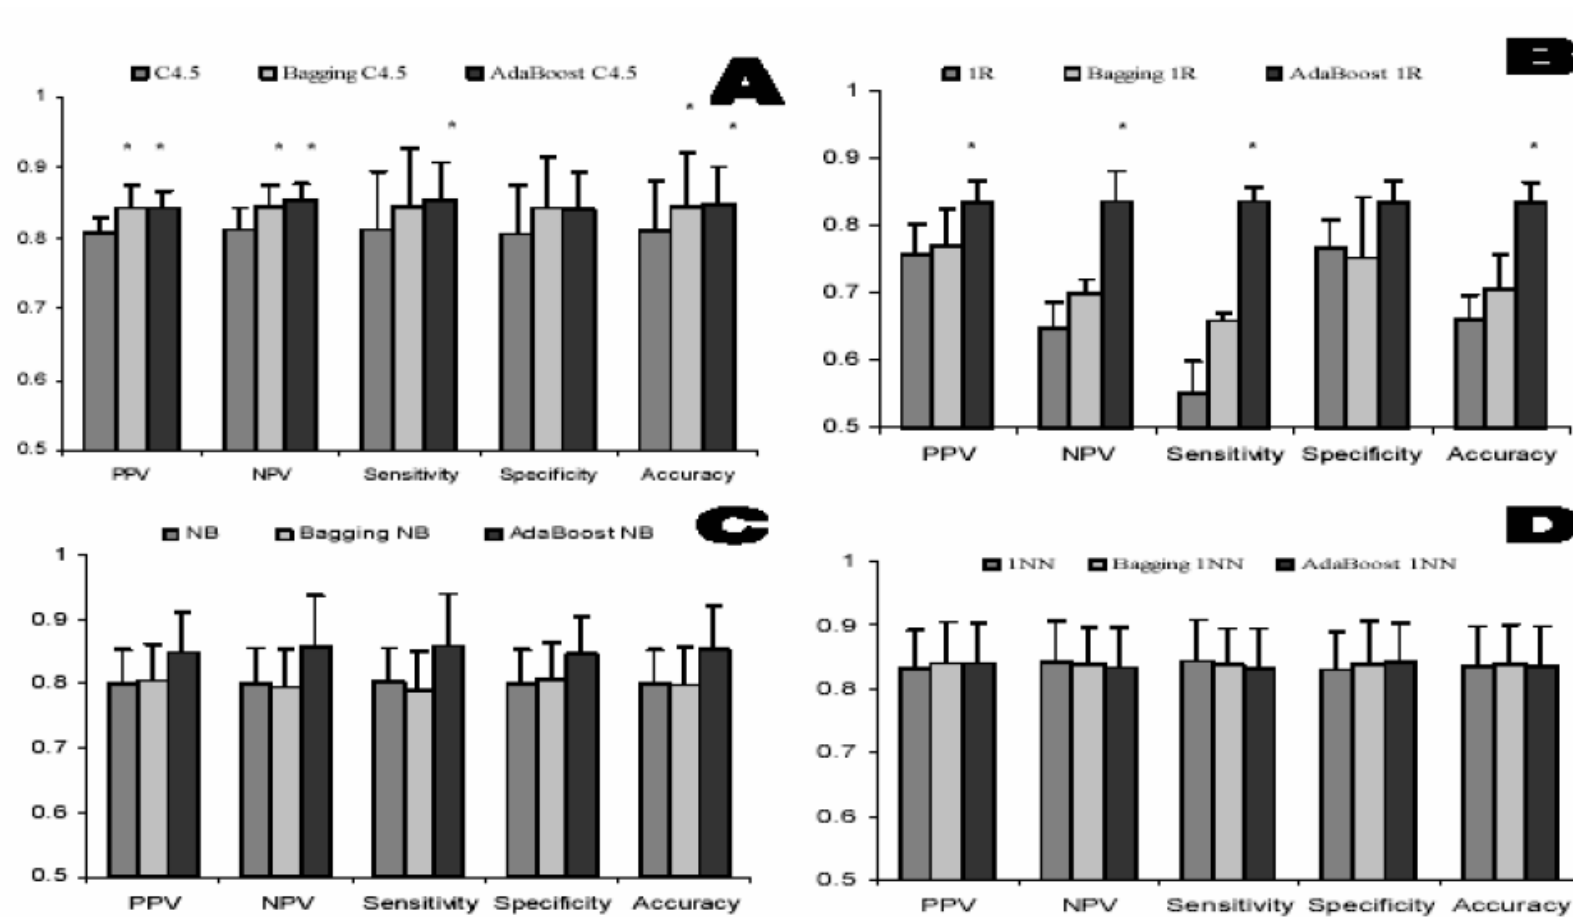 C4.5 Bagging C4.5 AdaBoost C4.5
A
1
0.9
0.8
0.7
0.6
0.5
* * * * * * *
PPV NPV Sensitivity Specificity Accuracy
1R Bagging 1R AdaBoost 1R
B
1
0.9
0.8
0.7
0.6
0.5
* * * *
PPV NPV Sensitivity Specificity Accuracy
NB Bagging NB AdaBoost NB
C
1
0.9
0.8
0.7
0.6
0.5
PPV NPV Sensitivity Specificity Accuracy
1NN Bagging 1NN AdaBoost 1NN
D
1
0.9
0.8
0.7
0.6
0.5
PPV NPV Sensitivity Specificity Accuracy